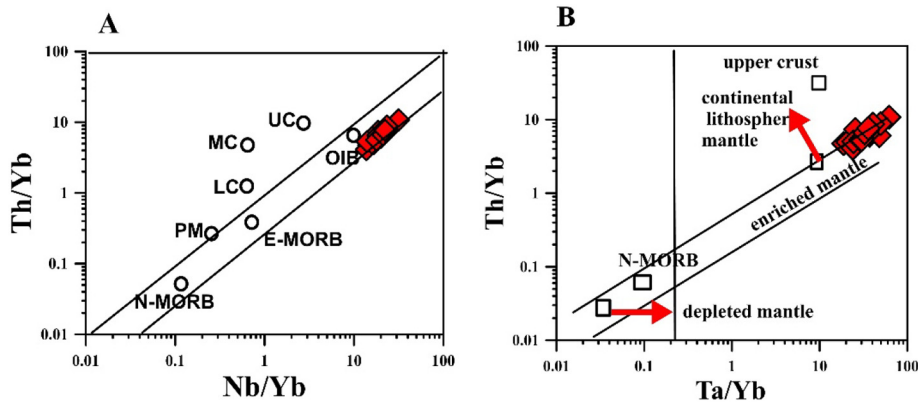 A
100
10
1
0.1
0.01
Th/Yb
UC
MC
OIB
LC
PM
E-MORB
N-MORB
0.01
0.1
1
10
100
Nb/Yb
B
100
10
1
0.1
0.01
Th/Yb
upper crust
continental
lithospher
mantle
enriched mantle
N-MORB
depleted mantle
0.01
0.1
1
10
100
Ta/Yb